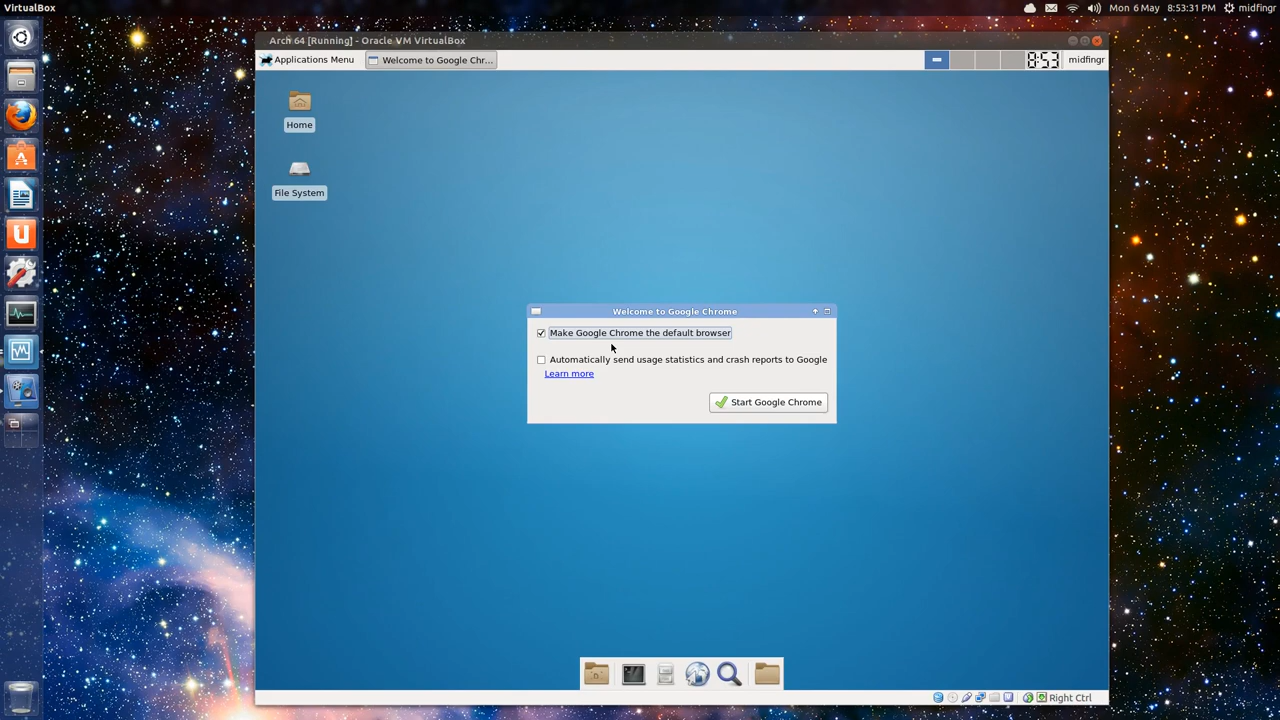 VirtualBox
Mon 6 May 8:53:31 PM midfingr
Arch 64 [Running] - Oracle VM VirtualBox
Applications Menu Welcome to Google Chr... 8:53 midfingr
Home
File System
Welcome to Google Chrome
Make Google Chrome the default browser
Automatically send usage statistics and crash reports to Google
Learn more
Start Google Chrome
Right Ctrl